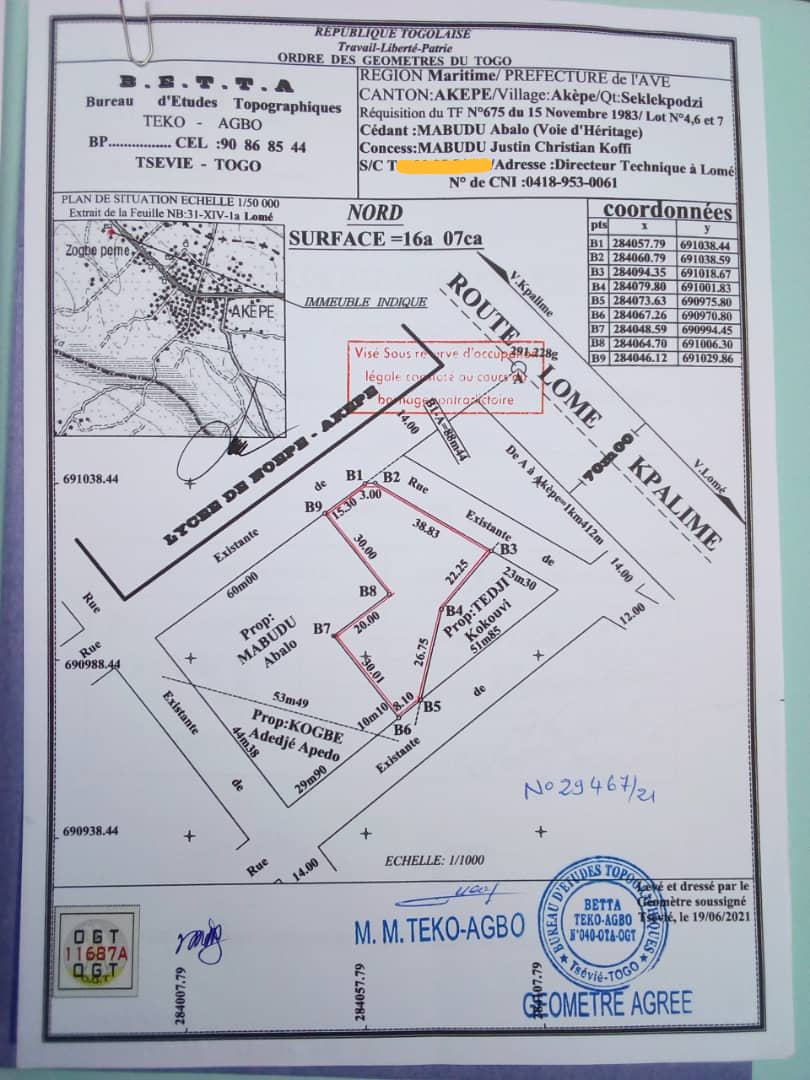 REPUBLIQUE TOGOLAISE
Travail-Liberté-Patrie
ORDRE DES GEOMETRES DU TOGO
B.E.T.T.A
Bureau d'Etudes Topographiques
TEKO - AGBO
BP................ CEL :90 86 85 44
TSEVIE - TOGO
REGION Maritime/ PREFECTURE de l'AVE
CANTON:AKEPE/Village:Akèpe/Qt:Seklekpodzi
Réquisition du TF N°675 du 15 Novembre 1983/ Lot N°4,6 et 7
Cédant :MABUDU Abalo (Voie d'Héritage)
Concess:MABUDU Justin Christian Koffi
S/C T /Adresse :Directeur Technique à Lomé
N° de CNI :0418-953-0061
PLAN DE SITUATION ECHELLE 1/50 000
Extrait de la Feuille NB:31-XIV-1a Lomé
Zogbe peme
AKEPE
IMMEUBLE INDIQUE
NORD
SURFACE =16a 07ca
coordonnées
pts x y
B1 284057.79 691038.44
B2 284060.79 691038.59
B3 284094.35 691018.67
B4 284079.80 691001.83
B5 284073.63 690975.80
B6 284067.26 690970.80
B7 284048.59 690994.45
B8 284064.70 691006.30
B9 284046.12 691029.86
V.Kpalime
ROUTE LOME KPALIME
V.Lomé
Visé Sous réserve d'occupation
légale constaté au cours du
bornage contradictoire
291.228g
A
B1-A=88m44
14.00
De A à Akèpe=1km412m
LYCEE DE NOEPE - AKEPE
691038.44
690988.44
690938.44
B1
B2
B3
B4
B5
B6
B7
B8
B9
3.00
15.30
38.83
22.25
26.75
8.10
30.01
20.00
30.00
Rue
Existante
de
14.00
12.00
23m30
Prop:TEDJI
Kokouvi
51m85
de
Existante
Rue
14.00
de
Existante
60m00
Rue
Rue
Existante
de
Prop:
MABUDU
Abalo
53m49
10m10
Prop:KOGBE
Adedjé Apedo
44m38
29m90
N° 29467/21
ECHELLE: 1/1000
OGT
11687A
OGT
M. M. TEKO-AGBO
BUREAU D'ETUDES TOPOGRAPHIQUES
BETTA
TEKO-AGBO
N°040-OTA-OGT
Tsévié-TOGO
Levé et dressé par le
Géomètre soussigné
Tsévié, le 19/06/2021
GEOMETRE AGREE
284007.79
284057.79
284107.79